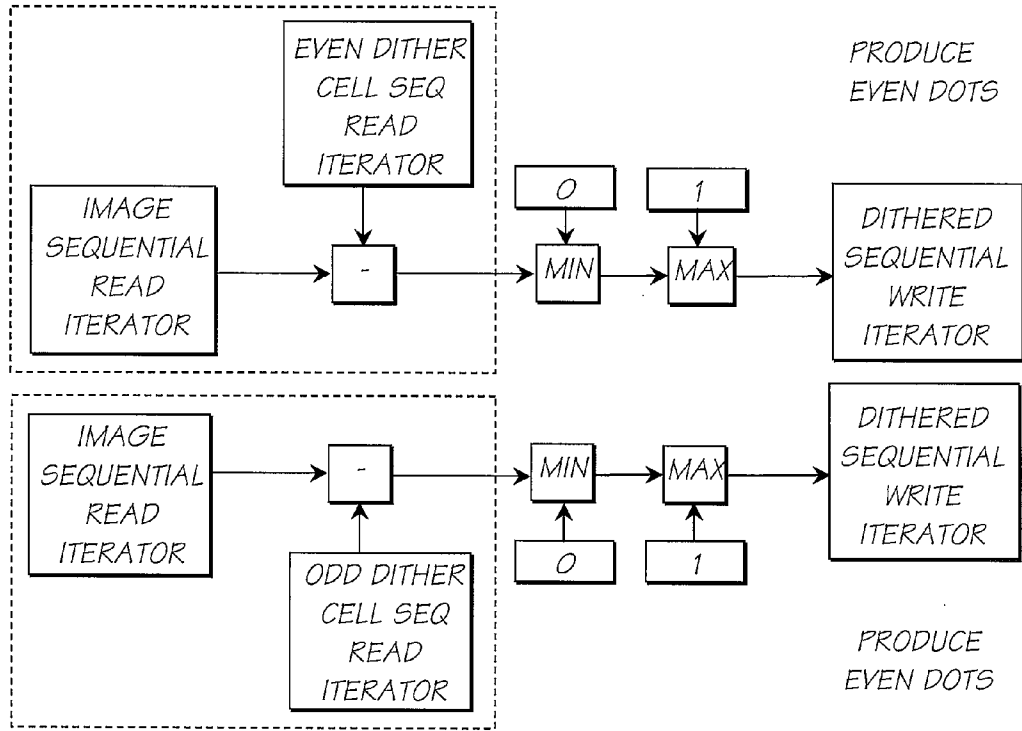 EVEN DITHER
CELL SEQ
READ
ITERATOR
PRODUCE
EVEN DOTS
IMAGE
SEQUENTIAL
READ
ITERATOR
0
1
-
MIN
MAX
DITHERED
SEQUENTIAL
WRITE
ITERATOR
IMAGE
SEQUENTIAL
READ
ITERATOR
-
MIN
MAX
DITHERED
SEQUENTIAL
WRITE
ITERATOR
0
1
ODD DITHER
CELL SEQ
READ
ITERATOR
PRODUCE
EVEN DOTS